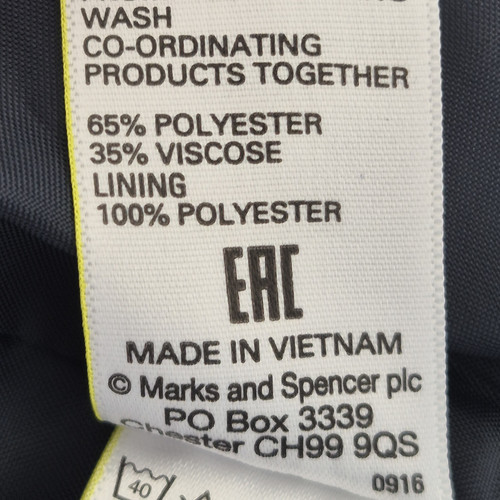 WASH
CO-ORDINATING
PRODUCTS TOGETHER
65% POLYESTER
35% VISCOSE
LINING
100% POLYESTER
EAC
MADE IN VIETNAM
© Marks and Spencer plc
PO Box 3339
Chester CH99 9QS
0916
40